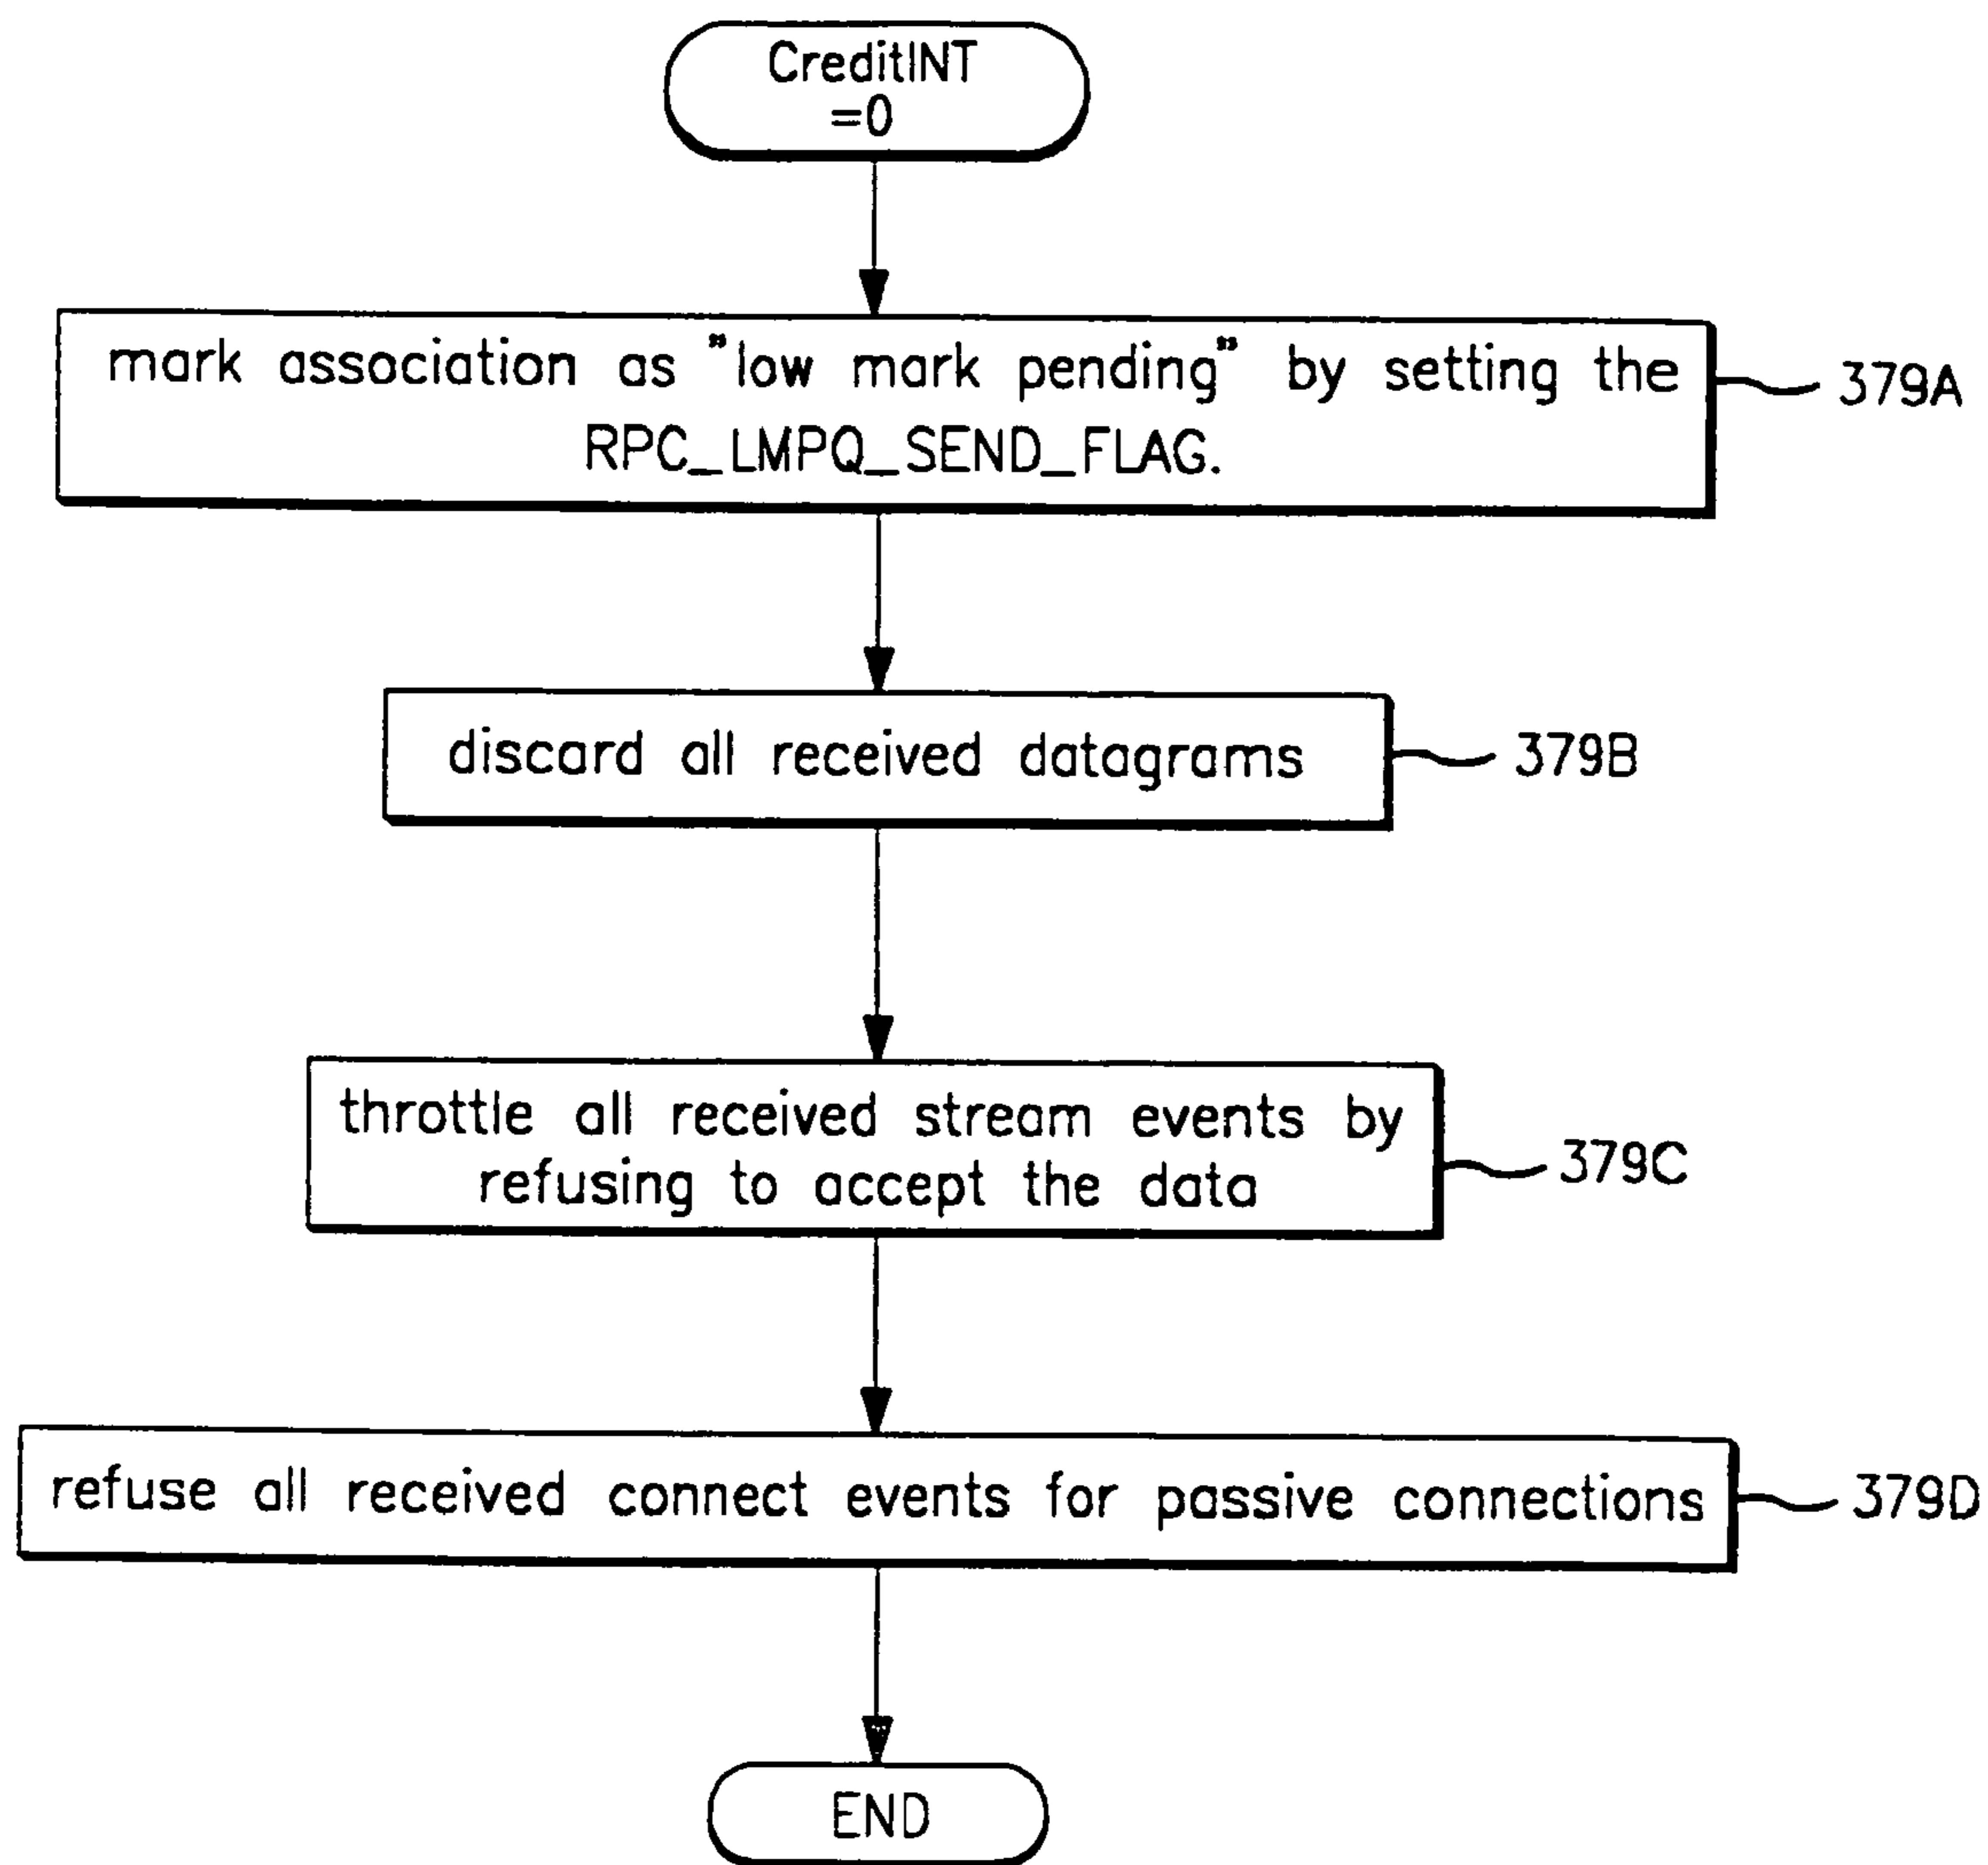 CreditINT
=0
mark association as "low mark pending" by setting the
RPC_LMPQ_SEND_FLAG.
379A
discard all received datagrams
379B
throttle all received stream events by
refusing to accept the data
379C
refuse all received connect events for passive connections
379D
END